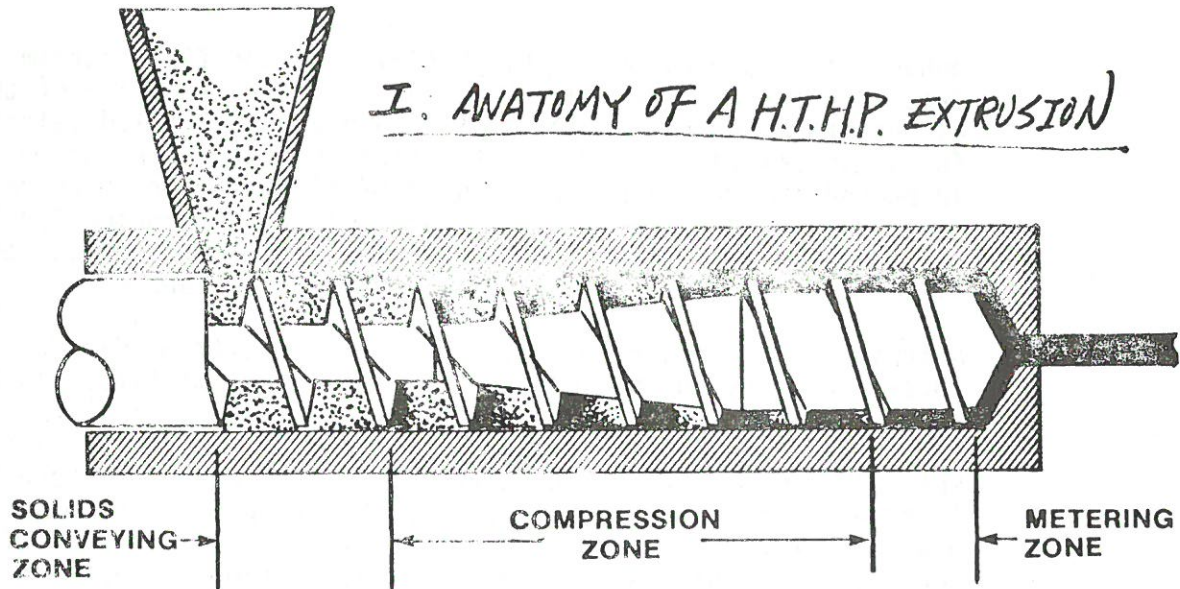 I. ANATOMY OF A H.T.H.P. EXTRUSION
SOLIDS
CONVEYING
ZONE
COMPRESSION
ZONE
METERING
ZONE